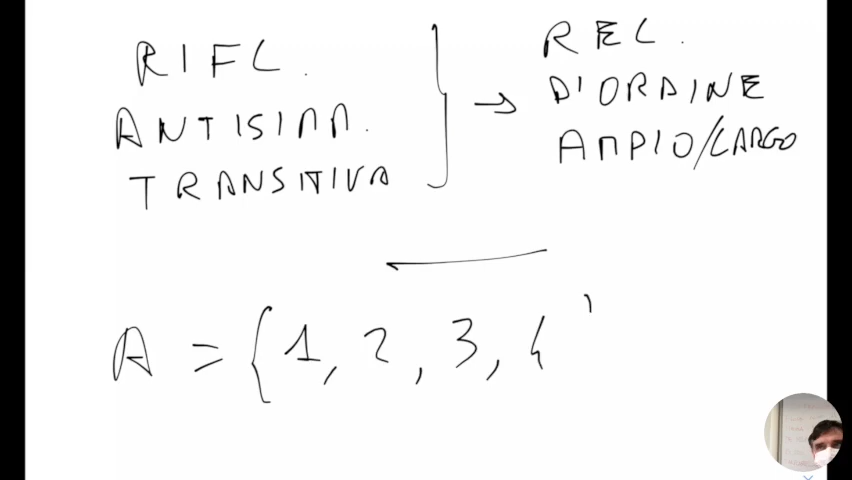 RIFL.
ANTISIMM.
TRANSITIVA
REL.
D'ORDINE
AMPIO/LARGO
A = {1, 2, 3, 4